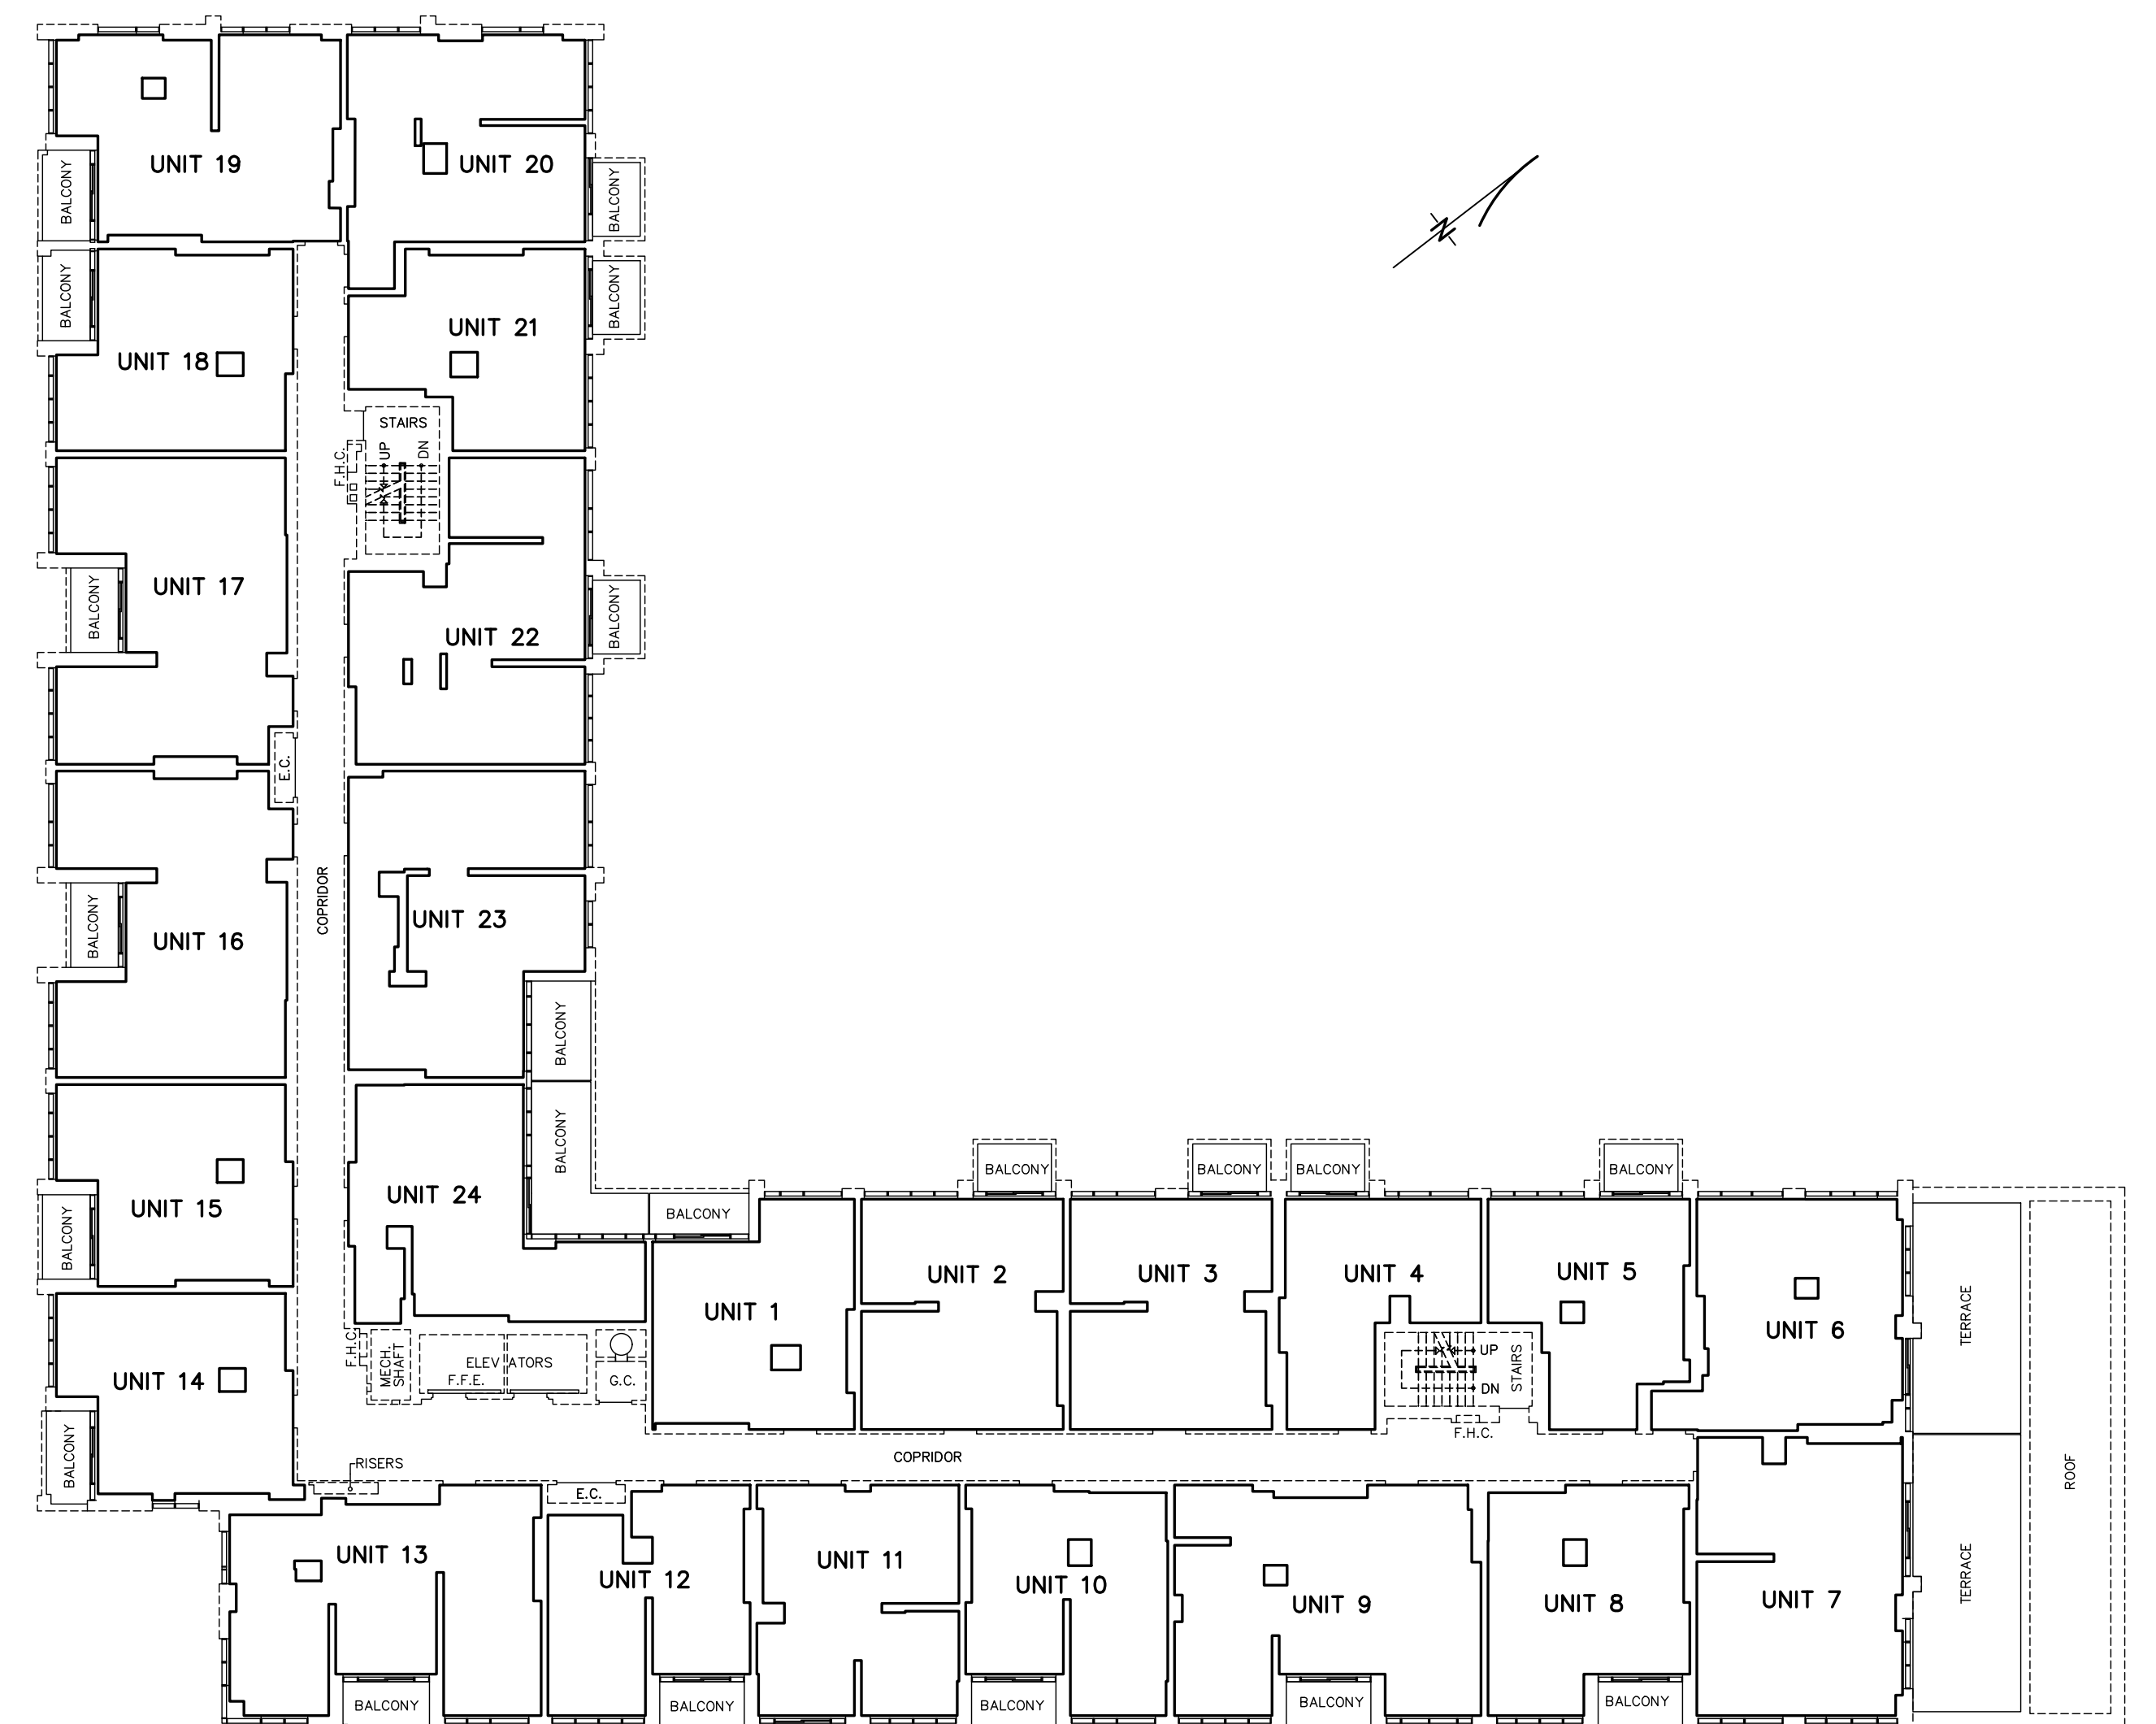 UNIT 19
UNIT 20
BALCONY
BALCONY
N
BALCONY
BALCONY
UNIT 21
UNIT 18
STAIRS
UP
DN
F.H.C.
UNIT 17
BALCONY
BALCONY
UNIT 22
E.C.
COPRIDOR
UNIT 23
UNIT 16
BALCONY
BALCONY
BALCONY
UNIT 24
UNIT 15
BALCONY
BALCONY
BALCONY
BALCONY
BALCONY
BALCONY
UNIT 1
UNIT 2
UNIT 3
UNIT 4
UNIT 5
UNIT 6
TERRACE
UP
DN
STAIRS
F.H.C.
F.H.C.
MECH.
SHAFT
ELEVATORS
F.F.E.
G.C.
UNIT 14
BALCONY
RISERS
COPRIDOR
ROOF
E.C.
UNIT 13
UNIT 12
UNIT 11
UNIT 10
UNIT 9
UNIT 8
UNIT 7
TERRACE
BALCONY
BALCONY
BALCONY
BALCONY
BALCONY